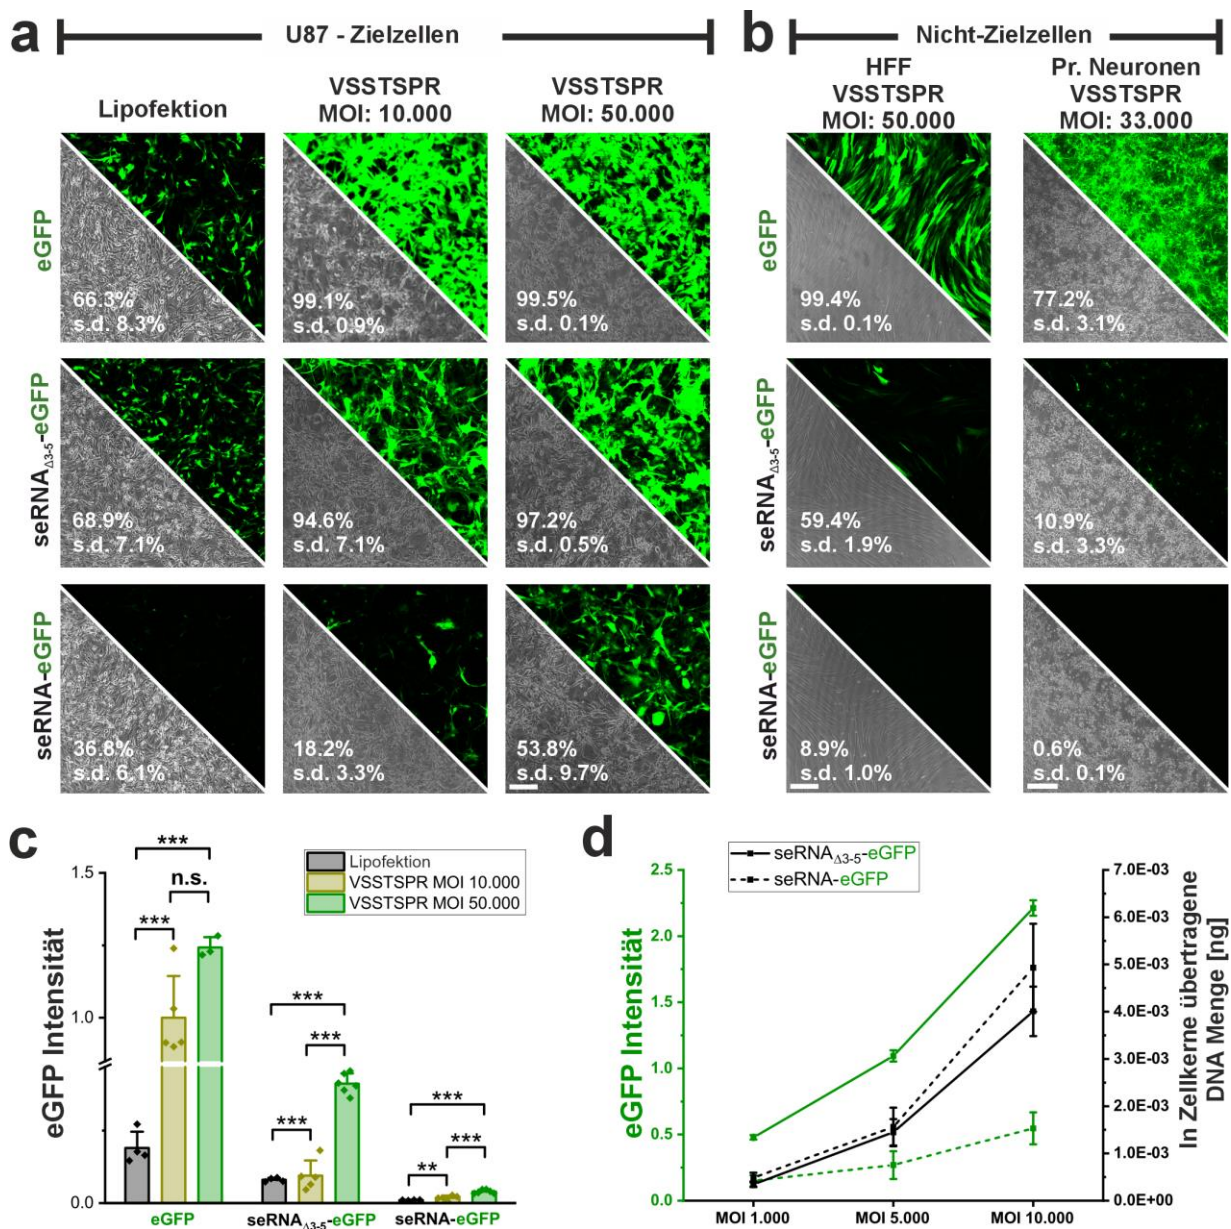 a
U87 - Zielzellen
Lipofektion
VSSTSPR
MOI: 10.000
VSSTSPR
MOI: 50.000
eGFP
66.3%
s.d. 8.3%
99.1%
s.d. 0.9%
99.5%
s.d. 0.1%
seRNAΔ3-5-eGFP
68.9%
s.d. 7.1%
94.6%
s.d. 7.1%
97.2%
s.d. 0.5%
seRNA-eGFP
36.8%
s.d. 6.1%
18.2%
s.d. 3.3%
53.8%
s.d. 9.7%
b
Nicht-Zielzellen
HFF
VSSTSPR
MOI: 50.000
Pr. Neuronen
VSSTSPR
MOI: 33.000
eGFP
99.4%
s.d. 0.1%
77.2%
s.d. 3.1%
seRNAΔ3-5-eGFP
59.4%
s.d. 1.9%
10.9%
s.d. 3.3%
seRNA-eGFP
8.9%
s.d. 1.0%
0.6%
s.d. 0.1%
c
eGFP Intensität
1.5
1.0
0.0
Lipofektion
VSSTSPR MOI 10.000
VSSTSPR MOI 50.000
***
n.s.
***
***
***
***
***
***
**
eGFP
seRNAΔ3-5-eGFP
seRNA-eGFP
d
seRNAΔ3-5-eGFP
seRNA-eGFP
eGFP Intensität
2.5
2.0
1.5
1.0
0.5
0.0
7.0E-03
6.0E-03
5.0E-03
4.0E-03
3.0E-03
2.0E-03
1.0E-03
0.0E+00
In Zellkerne übertragene
DNA Menge [ng]
MOI 1.000
MOI 5.000
MOI 10.000